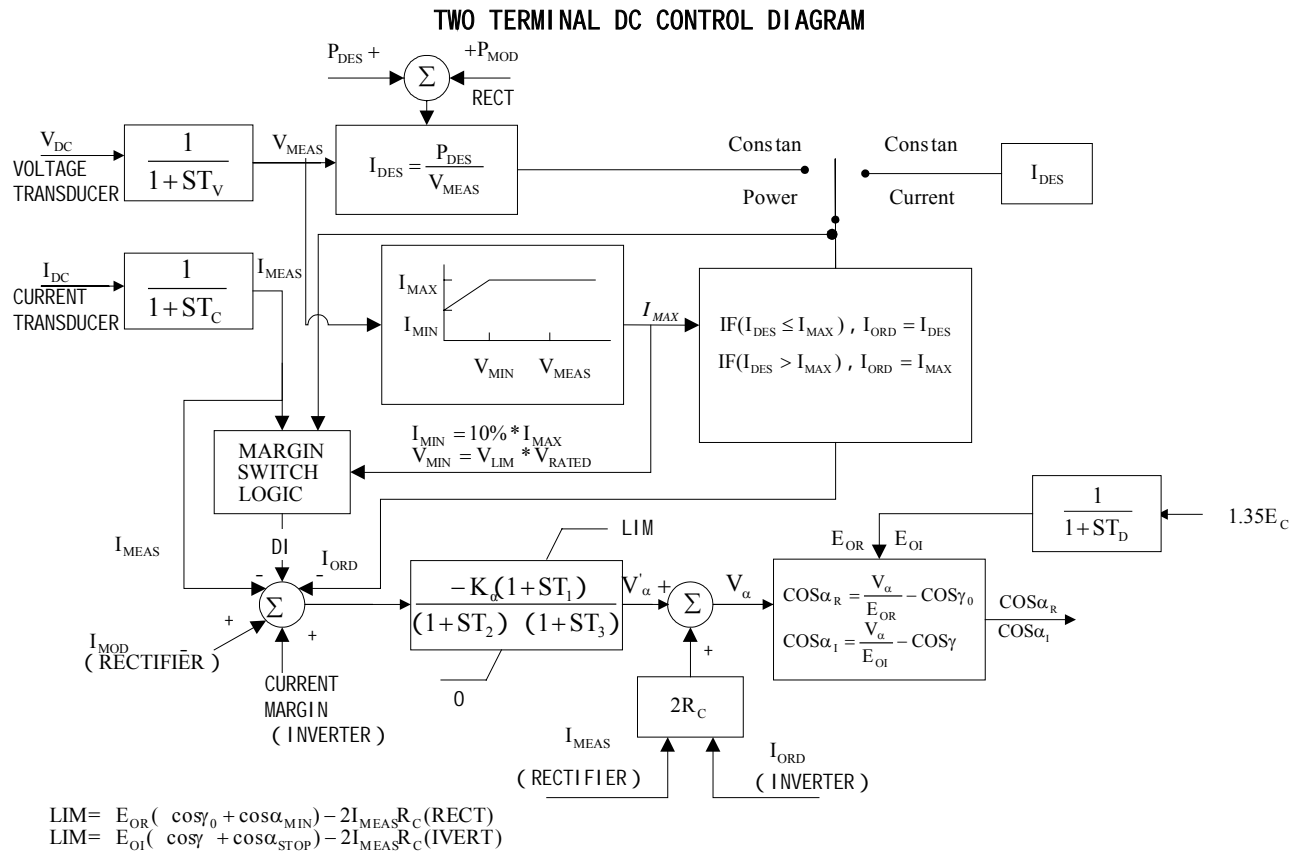 TWO TERMINAL DC CONTROL DIAGRAM
P_DES +
+P_MOD
Σ
RECT
V_DC
VOLTAGE
TRANSDUCER
1
1+ST_V
V_MEAS
I_DES = P_DES / V_MEAS
Constan
Power
Constan
Current
I_DES
I_DC
CURRENT
TRANSDUCER
1
1+ST_C
I_MEAS
I_MAX
I_MIN
V_MIN
V_MEAS
I_MAX
IF(I_DES ≤ I_MAX) , I_ORD = I_DES
IF(I_DES > I_MAX) , I_ORD = I_MAX
I_MIN = 10% * I_MAX
V_MIN = V_LIM * V_RATED
MARGIN
SWITCH
LOGIC
1
1+ST_D
1.35E_C
I_MEAS
DI
I_ORD
LIM
E_OR
E_OI
-
-
Σ
+
+
-K_α(1+ST_1)
(1+ST_2) (1+ST_3)
0
V'_α +
Σ
+
V_α
COSα_R = V_α / E_OR − COSγ_0
COSα_I = V_α / E_OI − COSγ
COSα_R
COSα_I
I_MOD
(RECTIFIER)
-
CURRENT
MARGIN
(INVERTER)
2R_C
I_MEAS
(RECTIFIER)
I_ORD
(INVERTER)
LIM= E_OR( cosγ_0 + cosα_MIN) − 2I_MEAS R_C(RECT)
LIM= E_OI( cosγ + cosα_STOP) − 2I_MEAS R_C(IVERT)